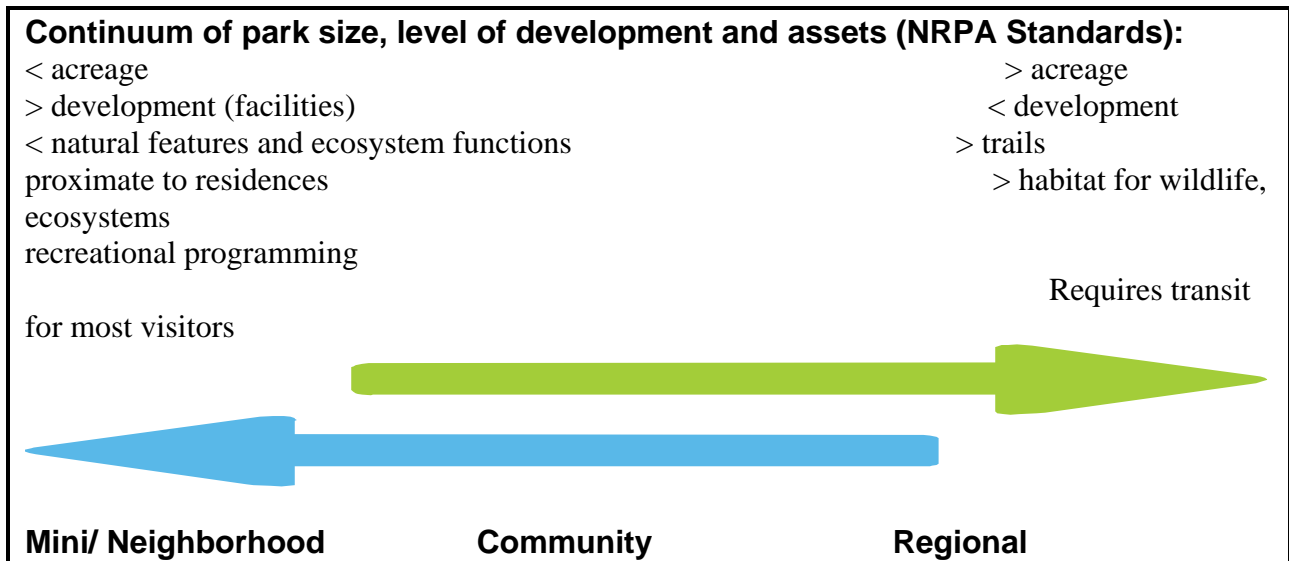 Continuum of park size, level of development and assets (NRPA Standards):
< acreage > acreage
> development (facilities) < development
< natural features and ecosystem functions > trails
proximate to residences > habitat for wildlife,
ecosystems
recreational programming
Requires transit
for most visitors
Mini/ Neighborhood Community Regional